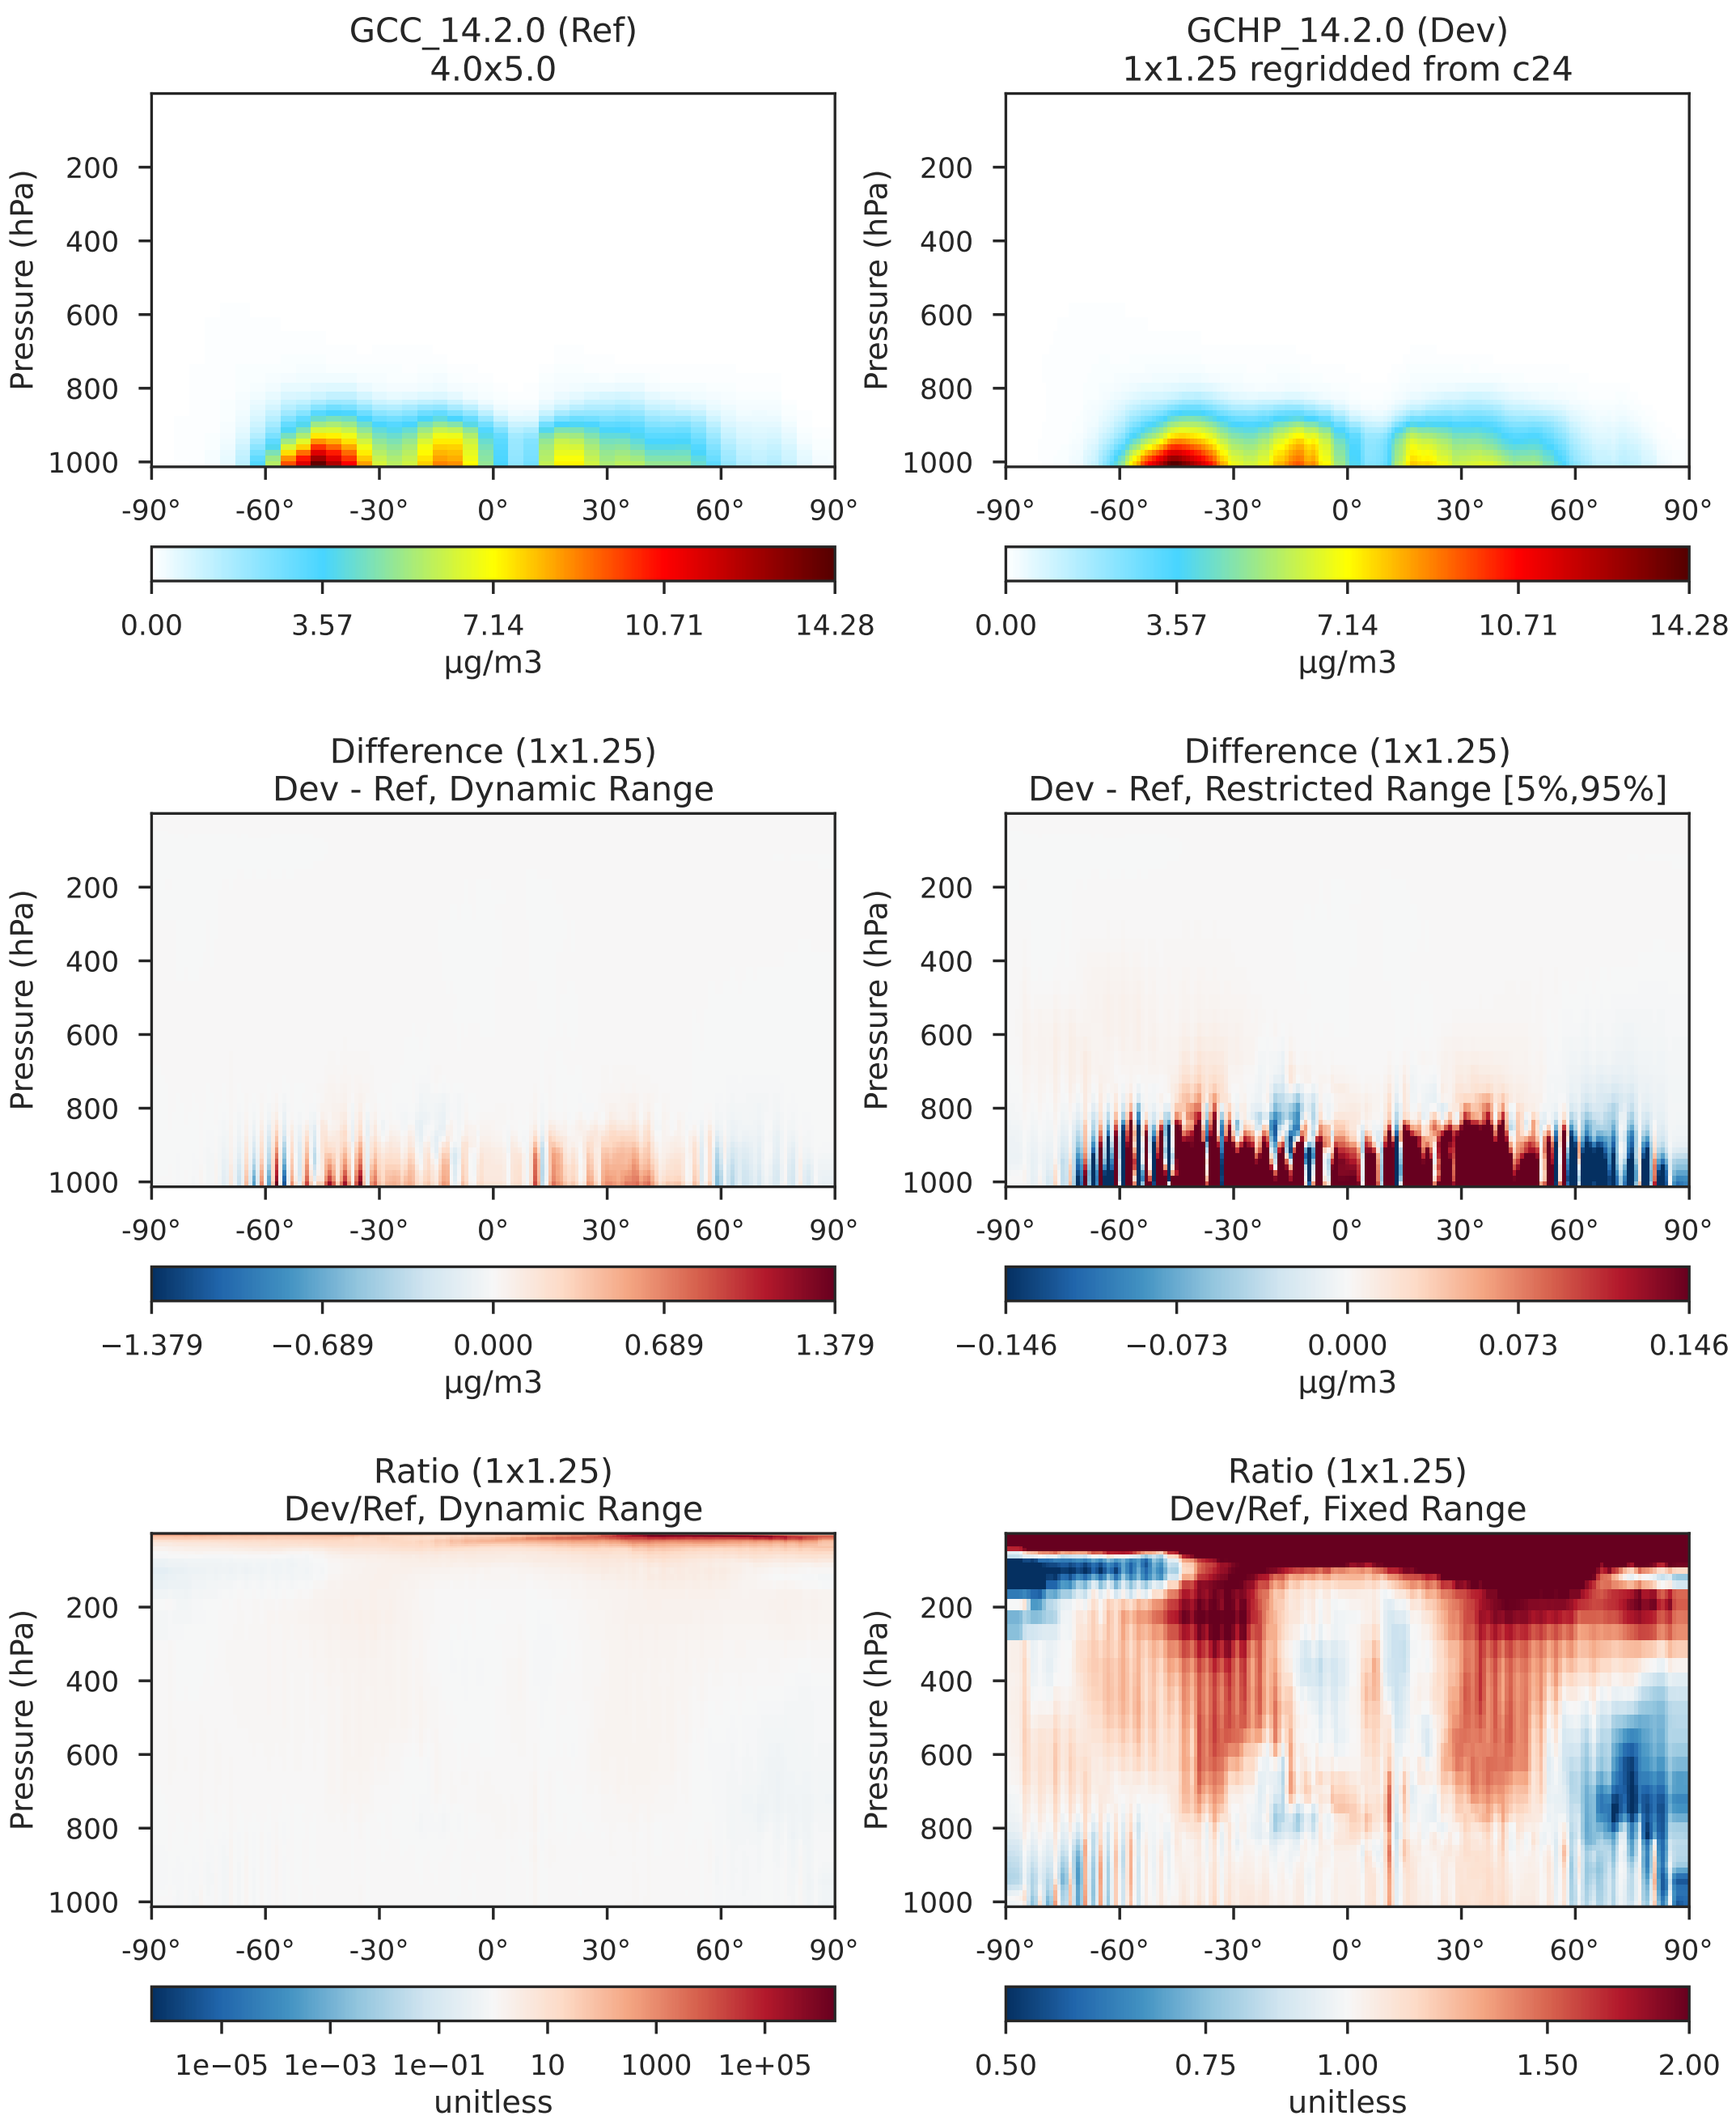 GCC_14.2.0 (Ref)
4.0x5.0
Pressure (hPa)
200
400
600
800
1000
-90° -60° -30° 0° 30° 60° 90°
0.00 3.57 7.14 10.71 14.28
μg/m3
GCHP_14.2.0 (Dev)
1x1.25 regridded from c24
Pressure (hPa)
200
400
600
800
1000
-90° -60° -30° 0° 30° 60° 90°
0.00 3.57 7.14 10.71 14.28
μg/m3
Difference (1x1.25)
Dev - Ref, Dynamic Range
Pressure (hPa)
200
400
600
800
1000
-90° -60° -30° 0° 30° 60° 90°
−1.379 −0.689 0.000 0.689 1.379
μg/m3
Difference (1x1.25)
Dev - Ref, Restricted Range [5%,95%]
Pressure (hPa)
200
400
600
800
1000
-90° -60° -30° 0° 30° 60° 90°
−0.146 −0.073 0.000 0.073 0.146
μg/m3
Ratio (1x1.25)
Dev/Ref, Dynamic Range
Pressure (hPa)
200
400
600
800
1000
-90° -60° -30° 0° 30° 60° 90°
1e−05 1e−03 1e−01 10 1000 1e+05
unitless
Ratio (1x1.25)
Dev/Ref, Fixed Range
Pressure (hPa)
200
400
600
800
1000
-90° -60° -30° 0° 30° 60° 90°
0.50 0.75 1.00 1.50 2.00
unitless